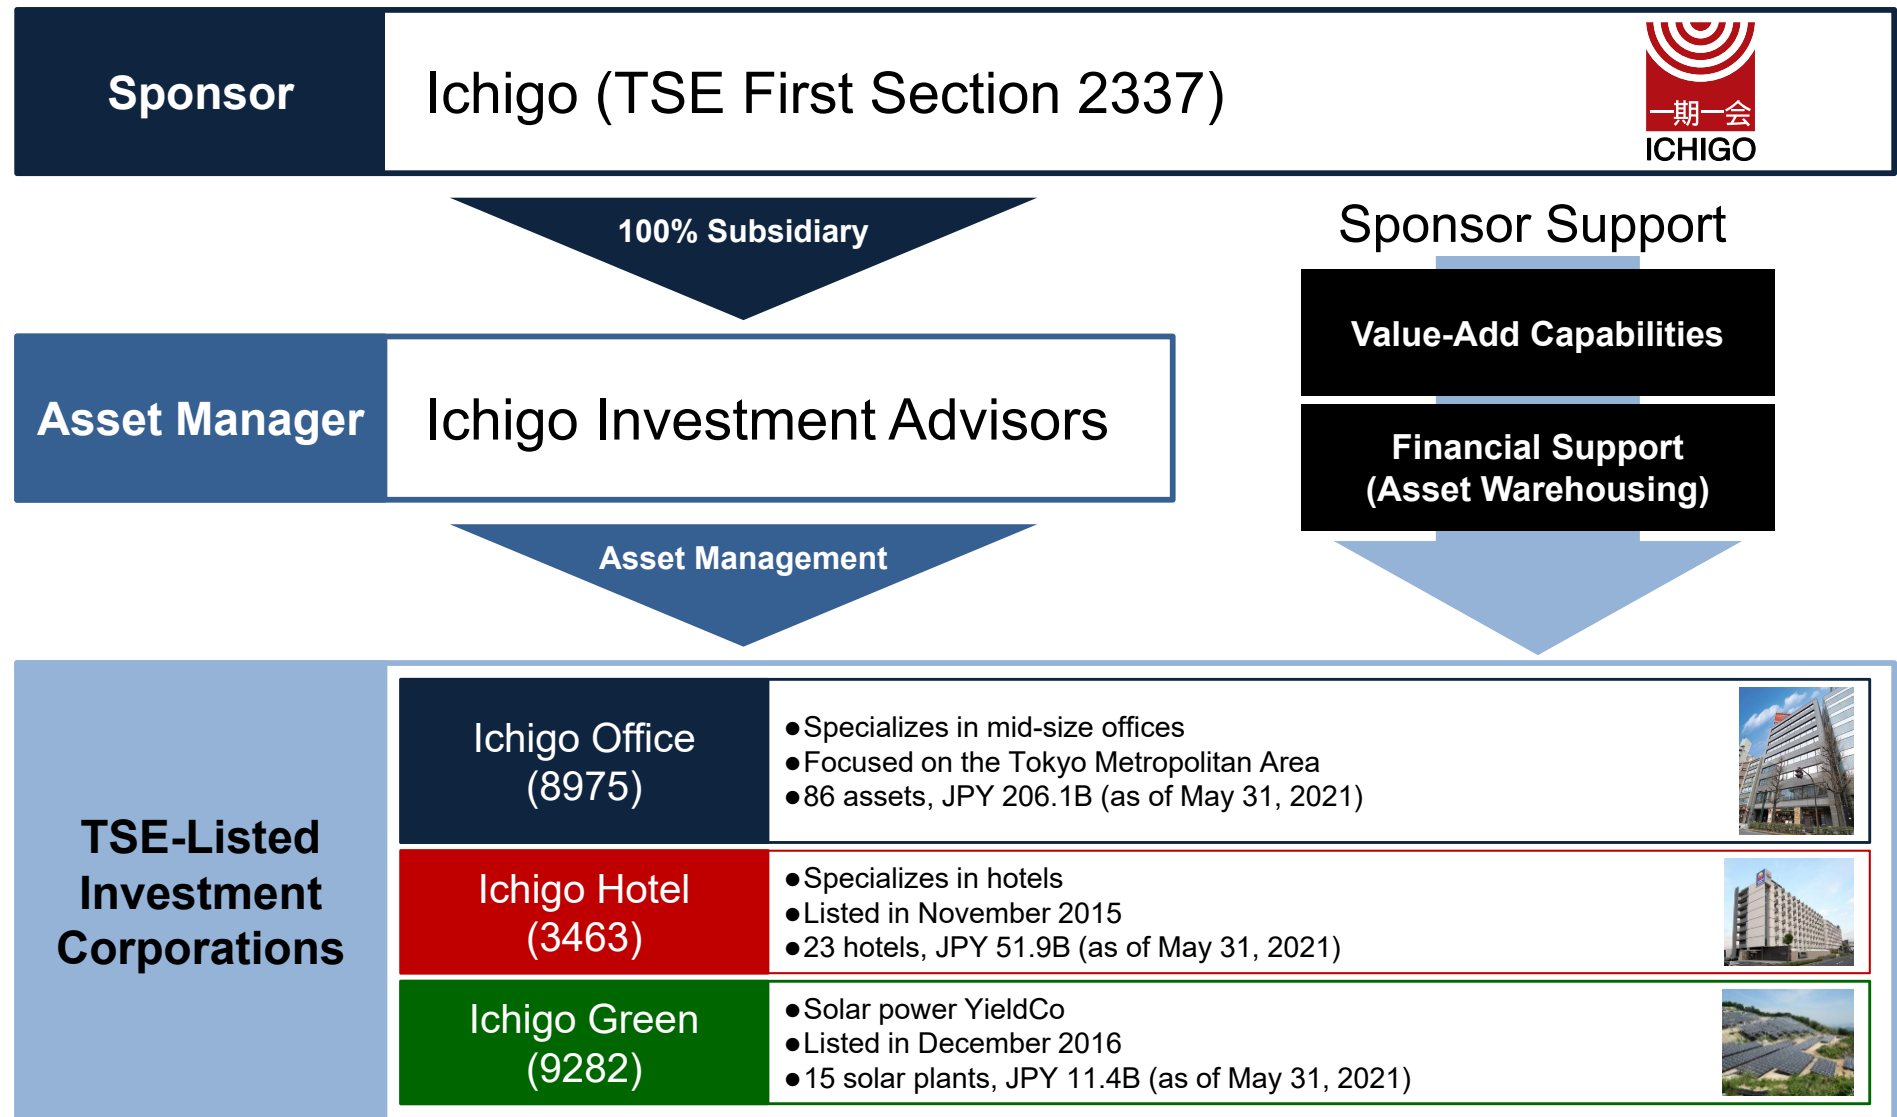 Sponsor
Ichigo (TSE First Section 2337)
一期一会
ICHIGO
100% Subsidiary
Sponsor Support
Value-Add Capabilities
Financial Support
(Asset Warehousing)
Asset Manager
Ichigo Investment Advisors
Asset Management
TSE-Listed
Investment
Corporations
Ichigo Office
(8975)
●Specializes in mid-size offices
●Focused on the Tokyo Metropolitan Area
●86 assets, JPY 206.1B (as of May 31, 2021)
Ichigo Hotel
(3463)
●Specializes in hotels
●Listed in November 2015
●23 hotels, JPY 51.9B (as of May 31, 2021)
Ichigo Green
(9282)
●Solar power YieldCo
●Listed in December 2016
●15 solar plants, JPY 11.4B (as of May 31, 2021)